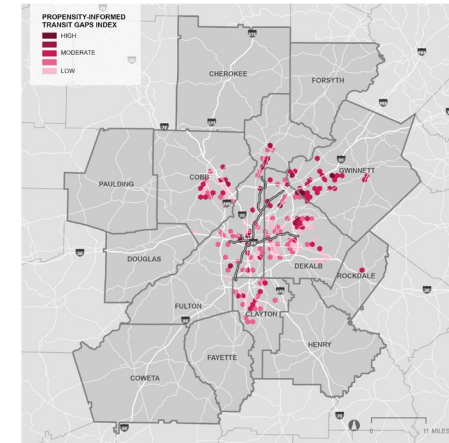 PROPENSITY-INFORMED
TRANSIT GAPS INDEX
HIGH
MODERATE
LOW
CHEROKEE
FORSYTH
COBB
GWINNETT
PAULDING
DOUGLAS
DEKALB
ROCKDALE
FULTON
CLAYTON
HENRY
FAYETTE
COWETA
0
11 MILES